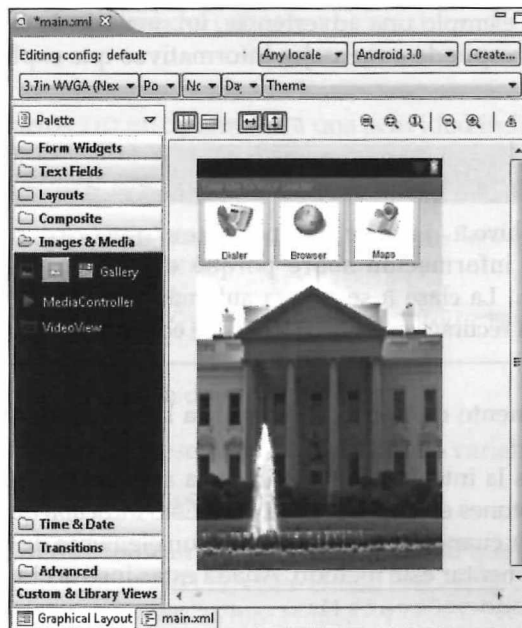 *main.xml
Editing config: default
Any locale
Android 3.0
Create...
3.7in WVGA (Nex
Po
Nc
Da
Theme
Palette
Form Widgets
Text Fields
Layouts
Composite
Images & Media
Gallery
MediaController
VideoView
Time & Date
Transitions
Advanced
Custom & Library Views
Dialer
Browser
Maps
Graphical Layout
main.xml